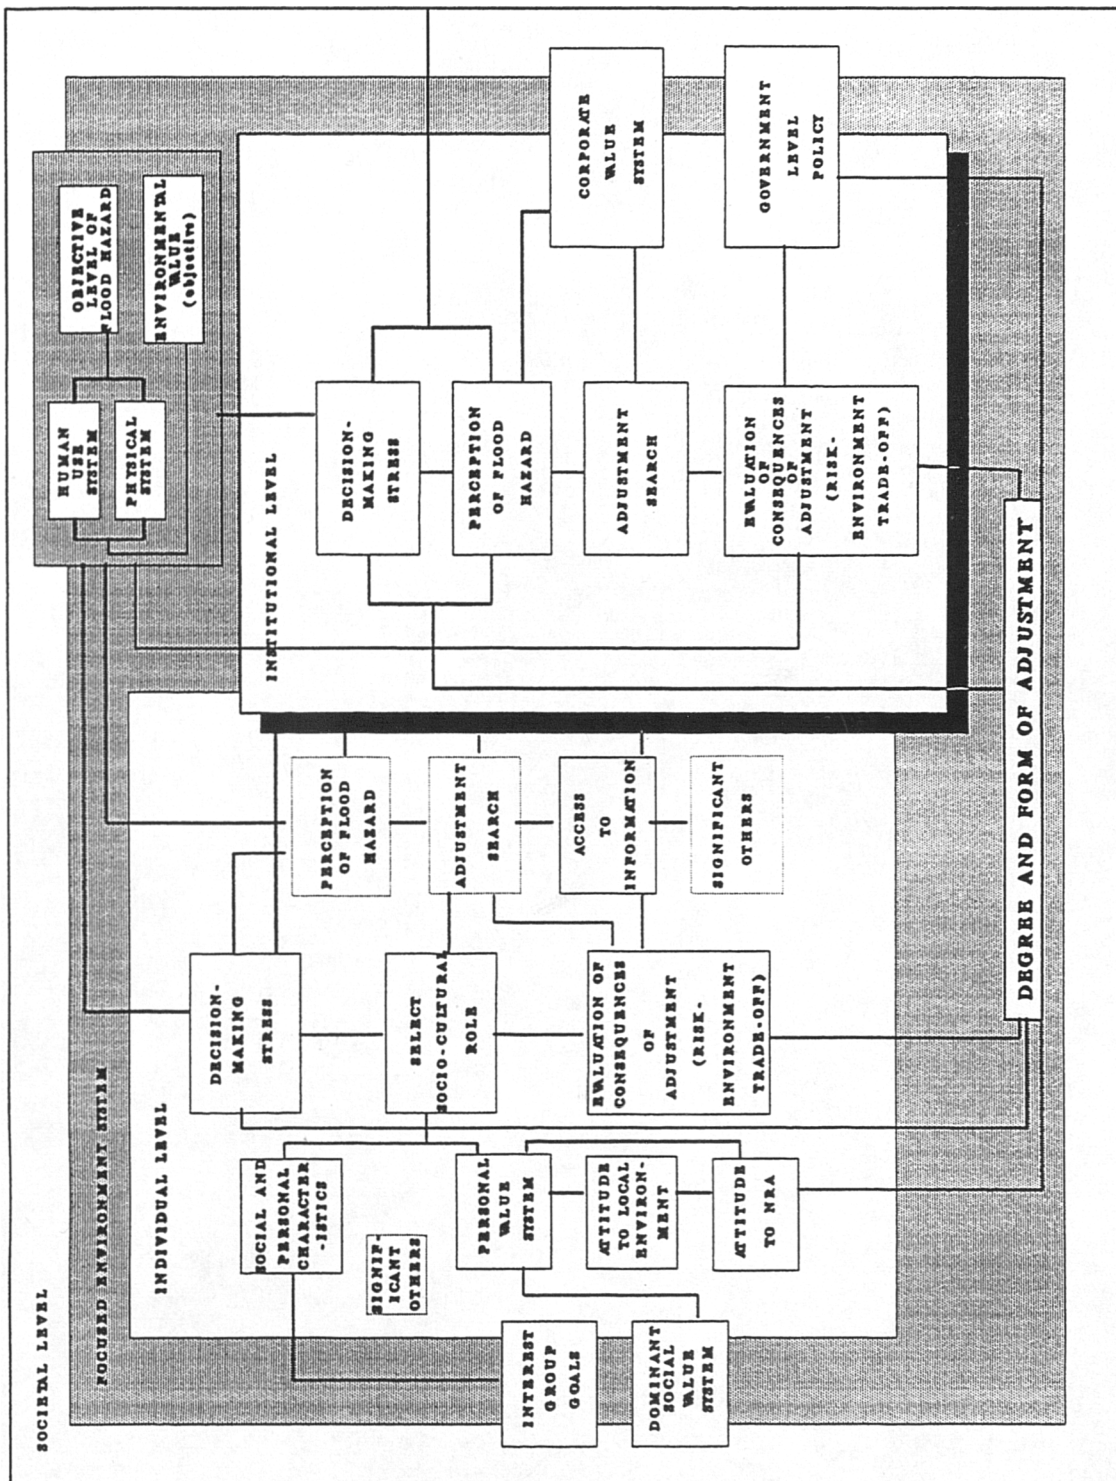 SOCIETAL LEVEL
FOCUSED ENVIRONMENT SYSTEM
INDIVIDUAL LEVEL
INTEREST
GROUP
GOALS
DOMINANT
SOCIAL
VALUE
SYSTEM
SOCIAL AND
PERSONAL
CHARACTER
-ISTICS
SIGNIF-
ICANT
OTHERS
PERSONAL
VALUE
SYSTEM
ATTITUDE
TO LOCAL
ENVIRON-
MENT
ATTITUDE
TO NRA
DECISION-
MAKING
STRESS
SELECT
SOCIO-CULTURAL
ROLE
EVALUATION OF
CONSEQUENCES
OF
ADJUSTMENT
(RISK-
ENVIRONMENT
TRADE-OFF)
PERCEPTION
OF FLOOD
HAZARD
ADJUSTMENT
SEARCH
ACCESS
TO
INFORMATION
SIGNIFICANT
OTHERS
HUMAN
USE
SYSTEM
PHYSICAL
SYSTEM
OBJECTIVE
LEVEL OF
FLOOD HAZARD
ENVIRONMENTAL
VALUE
(objective)
INSTITUTIONAL LEVEL
DECISION-
MAKING
STRESS
PERCEPTION
OF FLOOD
HAZARD
ADJUSTMENT
SEARCH
EVALUATION
OF
CONSEQUENCES
OF
ADJUSTMENT
(RISK-
ENVIRONMENT
TRADE-OFF)
CORPORATE
VALUE
SYSTEM
GOVERNMENT
LEVEL
POLICY
DEGREE AND FORM OF ADJUSTMENT